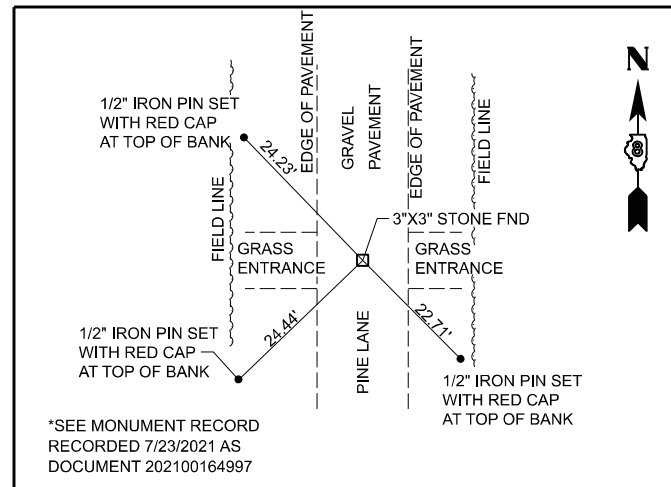 1/2" IRON PIN SET
WITH RED CAP
AT TOP OF BANK
24.23'
FIELD LINE
EDGE OF PAVEMENT
GRAVEL
PAVEMENT
EDGE OF PAVEMENT
FIELD LINE
N
8
3"X3" STONE FND
GRASS
ENTRANCE
GRASS
ENTRANCE
24.44'
22.71'
PINE LANE
1/2" IRON PIN SET
WITH RED CAP
AT TOP OF BANK
1/2" IRON PIN SET
WITH RED CAP
AT TOP OF BANK
*SEE MONUMENT RECORD
RECORDED 7/23/2021 AS
DOCUMENT 202100164997